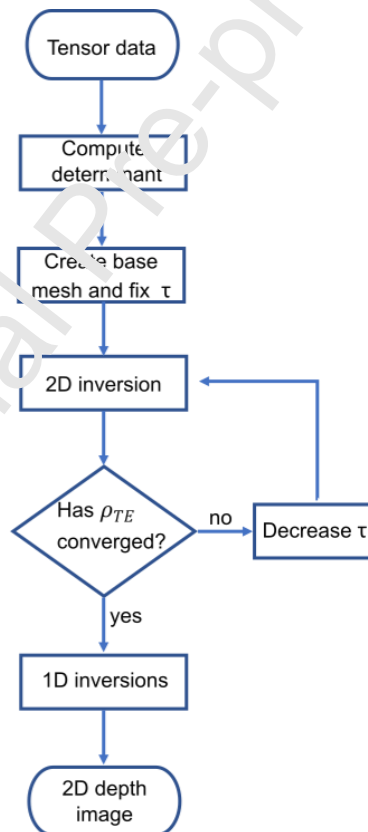 Tensor data
Compute
determinant
Create base
mesh and fix τ
2D inversion
Has ρ_TE
converged?
no
Decrease τ
yes
1D inversions
2D depth
image